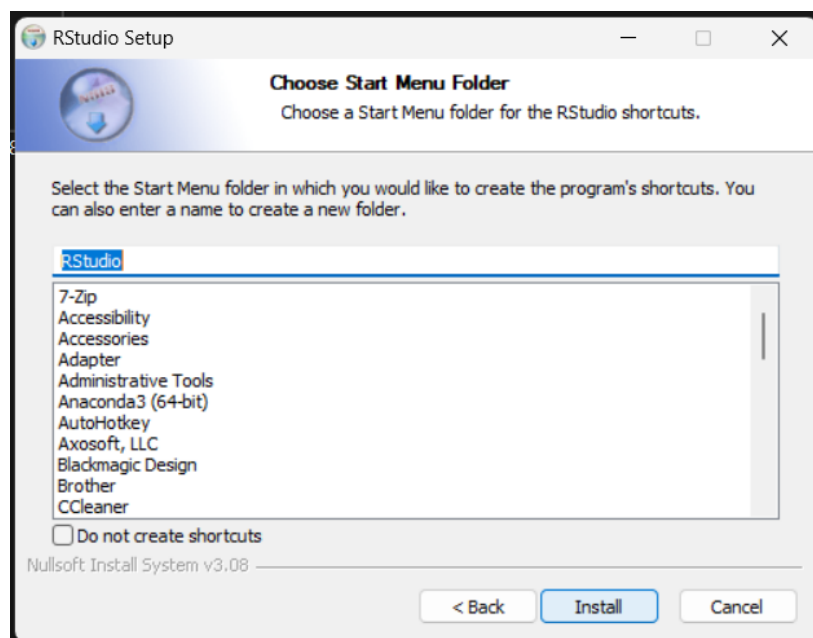 RStudio Setup
Choose Start Menu Folder
Choose a Start Menu folder for the RStudio shortcuts.
Select the Start Menu folder in which you would like to create the program's shortcuts. You
can also enter a name to create a new folder.
RStudio
7-Zip
Accessibility
Accessories
Adapter
Administrative Tools
Anaconda3 (64-bit)
AutoHotkey
Axosoft, LLC
Blackmagic Design
Brother
CCleaner
Do not create shortcuts
Nullsoft Install System v3.08
< Back Install Cancel